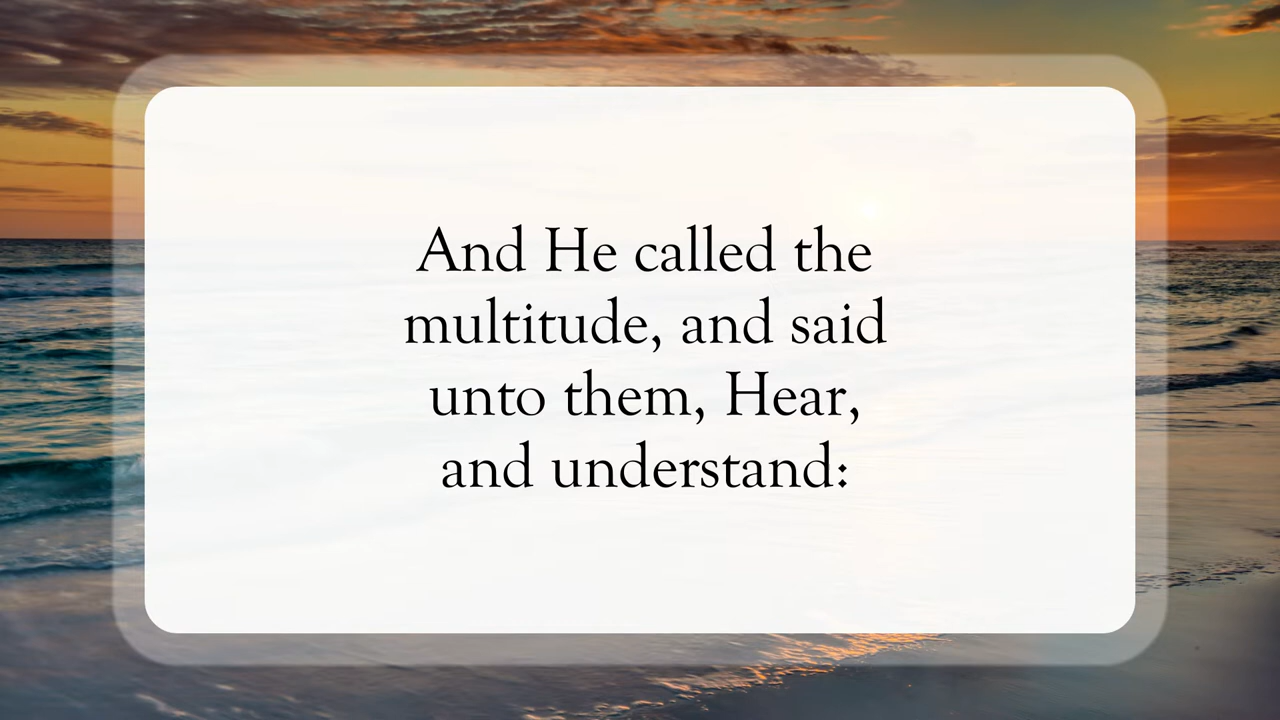 And He called the
multitude, and said
unto them, Hear,
and understand: